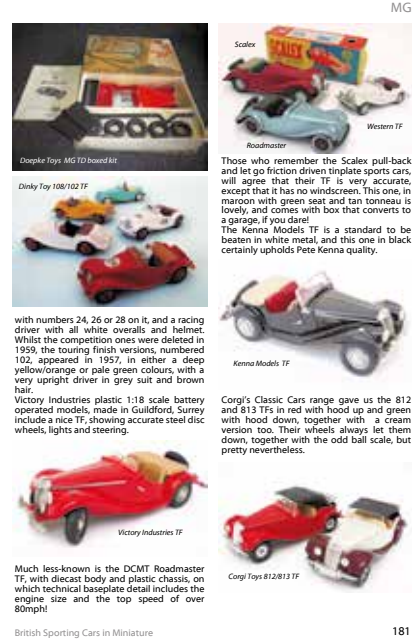 MG
Doepke Toys MG TD boxed kit
Dinky Toy 108/102 TF
with numbers 24, 26 or 28 on it, and a racing
driver with all white overalls and helmet.
Whilst the competition ones were deleted in
1959, the touring finish versions, numbered
102, appeared in 1957, in either a deep
yellow/orange or pale green colours, with a
very upright driver in grey suit and brown
hair.
Victory Industries plastic 1:18 scale battery
operated models, made in Guildford, Surrey
include a nice TF, showing accurate steel disc
wheels, lights and steering.
Victory Industries TF
Much less-known is the DCMT Roadmaster
TF, with diecast body and plastic chassis, on
which technical baseplate detail includes the
engine size and the top speed of over
80mph!
Scalex
SCALEX
Western TF
Roadmaster
Those who remember the Scalex pull-back
and let go friction driven tinplate sports cars,
will agree that their TF is very accurate,
except that it has no windscreen. This one, in
maroon with green seat and tan tonneau is
lovely, and comes with box that converts to
a garage, if you dare!
The Kenna Models TF is a standard to be
beaten in white metal, and this one in black
certainly upholds Pete Kenna quality.
Kenna Models TF
Corgi's Classic Cars range gave us the 812
and 813 TFs in red with hood up and green
with hood down, together with a cream
version too. Their wheels always let them
down, together with the odd ball scale, but
pretty nevertheless.
Corgi Toys 812/813 TF
British Sporting Cars in Miniature
181